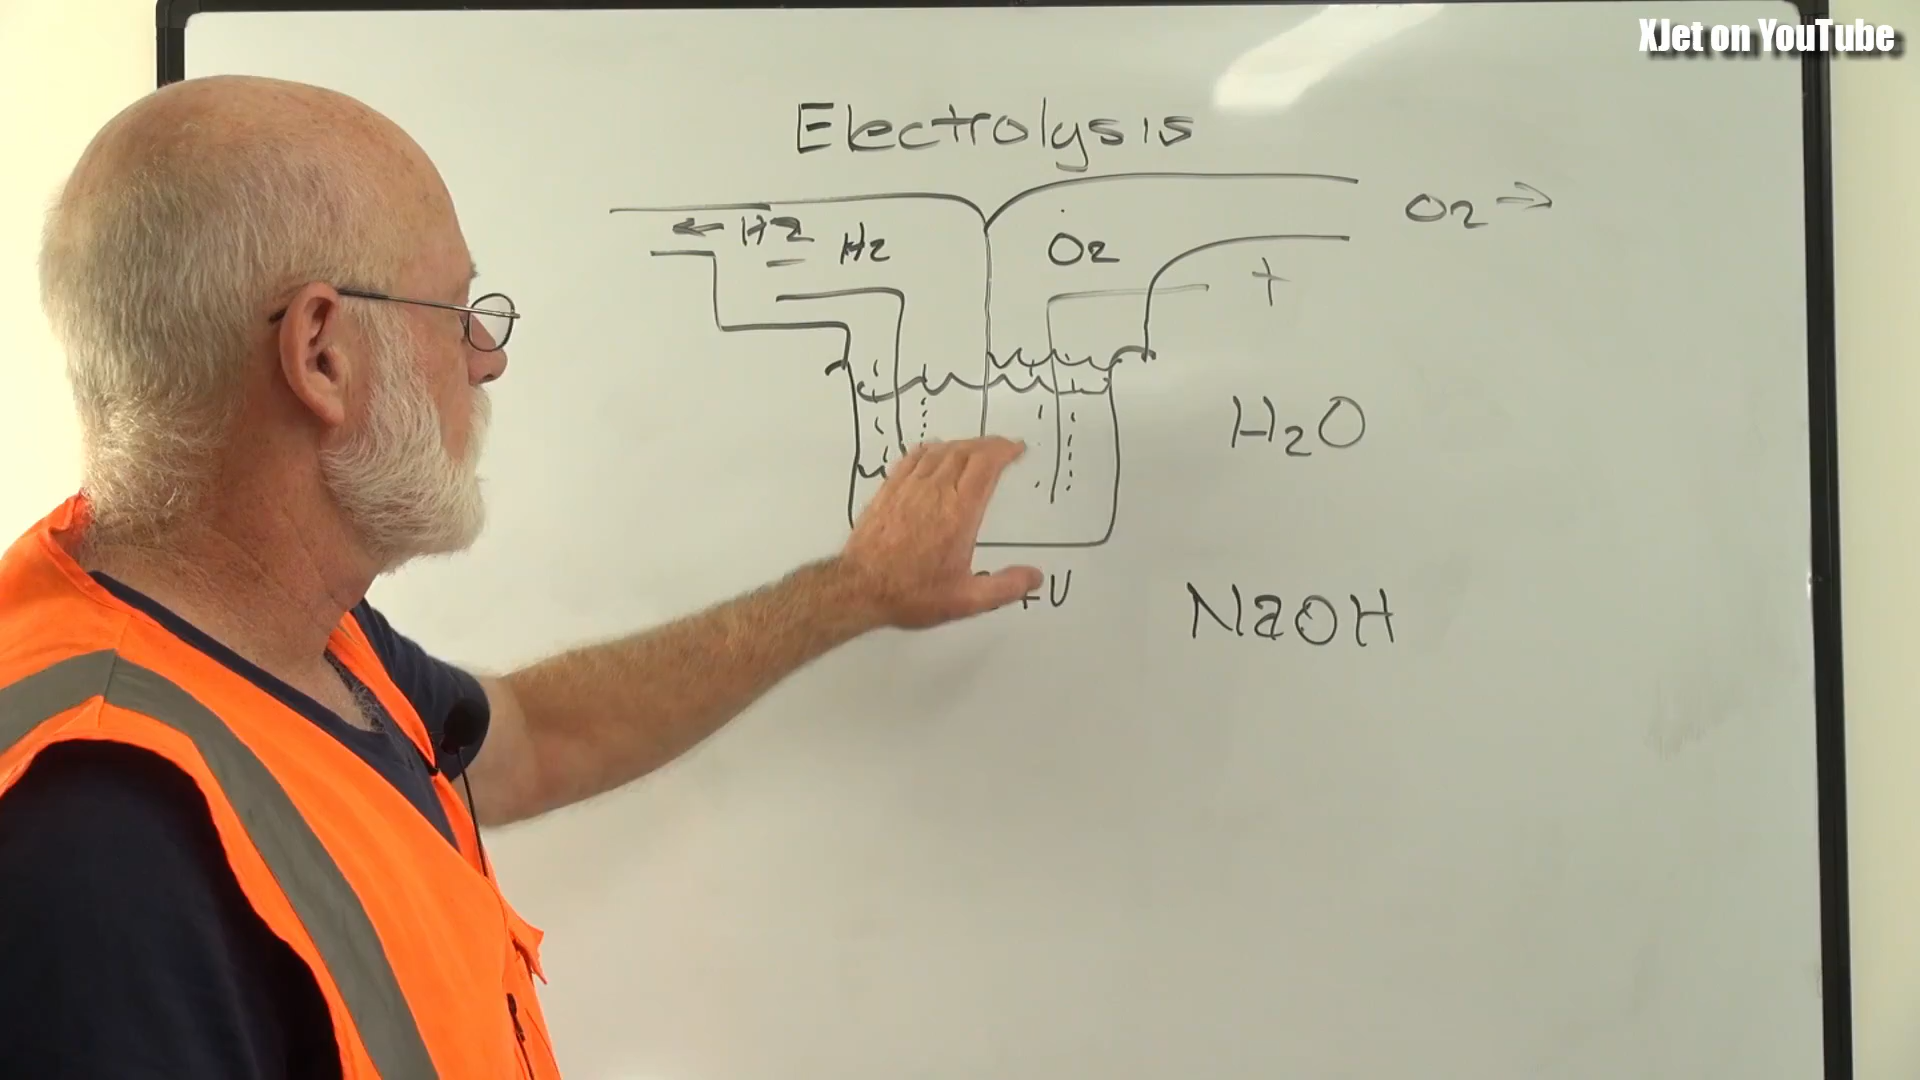 XJet on YouTube
Electrolysis
← H2
H2
O2
O2 →
−
+
H2O
NaOH